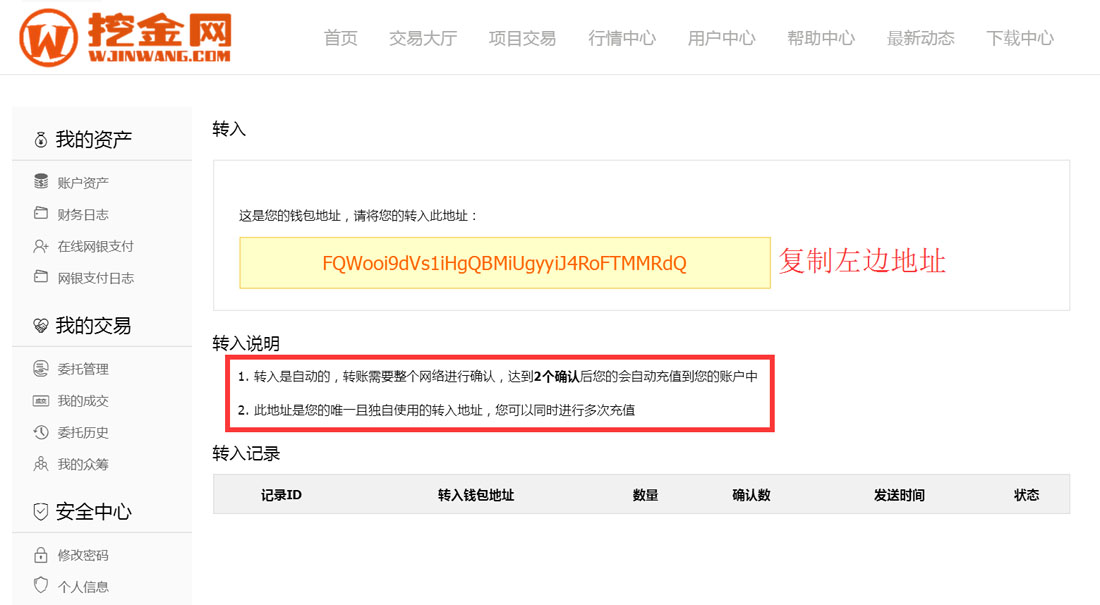 挖金网
WJINWANG.COM
首页 交易大厅 项目交易 行情中心 用户中心 帮助中心 最新动态 下载中心
我的资产
账户资产
财务日志
在线网银支付
网银支付日志
我的交易
委托管理
我的成交
委托历史
我的众筹
安全中心
修改密码
个人信息
转入
这是您的钱包地址，请将您的转入此地址：
FQWooi9dVs1iHgQBMiUgyyiJ4RoFTMMRdQ
复制左边地址
转入说明
1. 转入是自动的，转账需要整个网络进行确认，达到2个确认后您的会自动充值到您的账户中
2. 此地址是您的唯一且独自使用的转入地址，您可以同时进行多次充值
转入记录
记录ID 转入钱包地址 数量 确认数 发送时间 状态